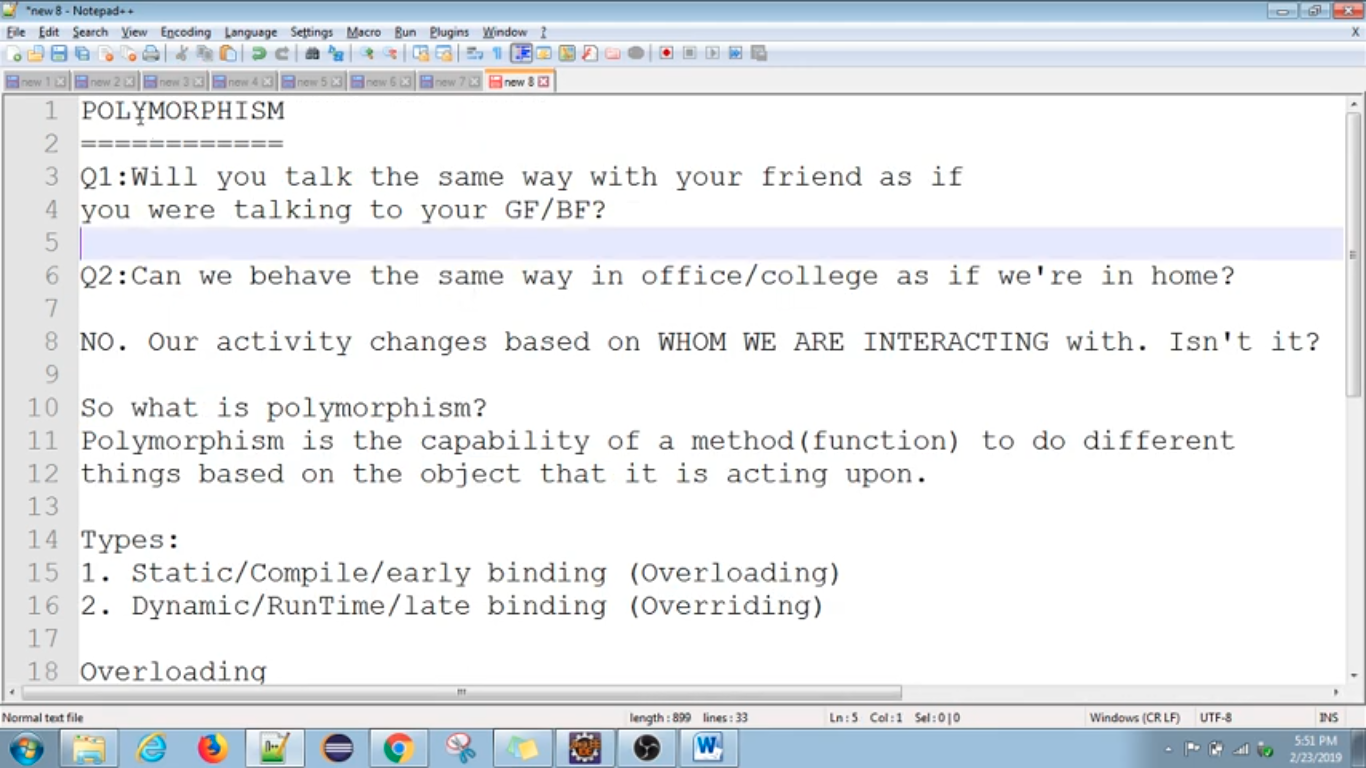 *new 8 - Notepad++
File Edit Search View Encoding Language Settings Macro Run Plugins Window ? X
new 1 new 2 new 3 new 4 new 5 new 6 new 7 new 8
1 POLYMORPHISM
2 ============
3 Q1:Will you talk the same way with your friend as if
4 you were talking to your GF/BF?
5
6 Q2:Can we behave the same way in office/college as if we're in home?
7
8 NO. Our activity changes based on WHOM WE ARE INTERACTING with. Isn't it?
9
10 So what is polymorphism?
11 Polymorphism is the capability of a method(function) to do different
12 things based on the object that it is acting upon.
13
14 Types:
15 1. Static/Compile/early binding (Overloading)
16 2. Dynamic/RunTime/late binding (Overriding)
17
18 Overloading
Normal text file length : 899 lines : 33 Ln : 5 Col : 1 Sel : 0 | 0 Windows (CR LF) UTF-8 INS
5:51 PM
2/23/2019